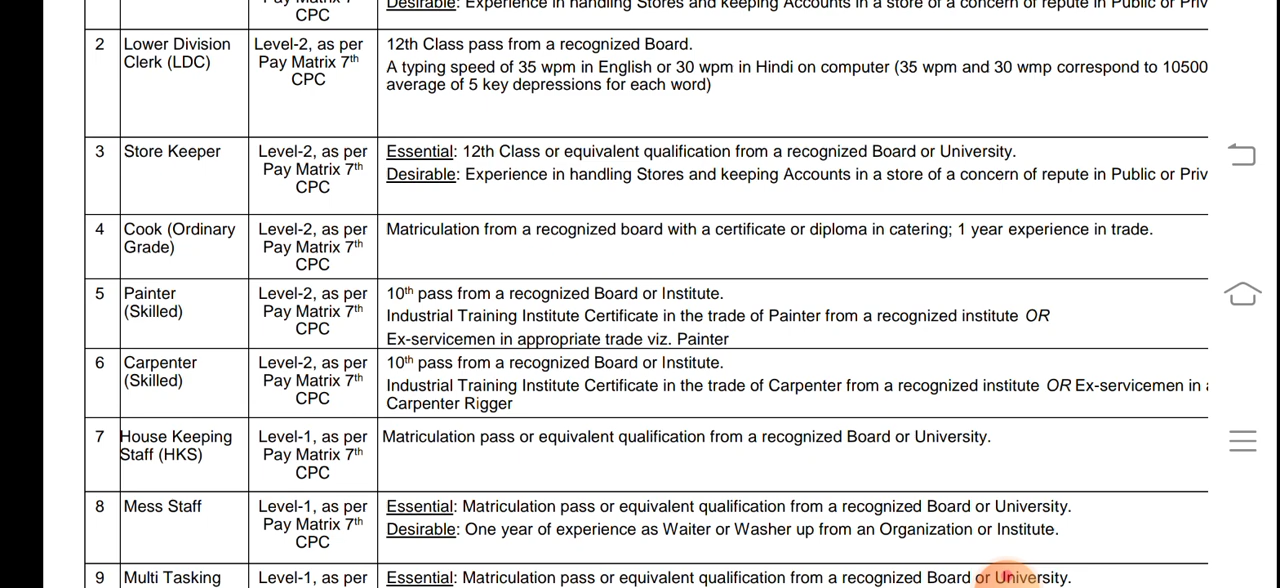 Pay Matrix 7
CPC
Desirable: Experience in handling Stores and keeping Accounts in a store of a concern of repute in Public or Priv
2
Lower Division
Clerk (LDC)
Level-2, as per
Pay Matrix 7th
CPC
12th Class pass from a recognized Board.
A typing speed of 35 wpm in English or 30 wpm in Hindi on computer (35 wpm and 30 wmp correspond to 10500
average of 5 key depressions for each word)
3
Store Keeper
Level-2, as per
Pay Matrix 7th
CPC
Essential: 12th Class or equivalent qualification from a recognized Board or University.
Desirable: Experience in handling Stores and keeping Accounts in a store of a concern of repute in Public or Priv
4
Cook (Ordinary
Grade)
Level-2, as per
Pay Matrix 7th
CPC
Matriculation from a recognized board with a certificate or diploma in catering; 1 year experience in trade.
5
Painter
(Skilled)
Level-2, as per
Pay Matrix 7th
CPC
10th pass from a recognized Board or Institute.
Industrial Training Institute Certificate in the trade of Painter from a recognized institute OR
Ex-servicemen in appropriate trade viz. Painter
6
Carpenter
(Skilled)
Level-2, as per
Pay Matrix 7th
CPC
10th pass from a recognized Board or Institute.
Industrial Training Institute Certificate in the trade of Carpenter from a recognized institute OR Ex-servicemen in
Carpenter Rigger
7
House Keeping
Staff (HKS)
Level-1, as per
Pay Matrix 7th
CPC
Matriculation pass or equivalent qualification from a recognized Board or University.
8
Mess Staff
Level-1, as per
Pay Matrix 7th
CPC
Essential: Matriculation pass or equivalent qualification from a recognized Board or University.
Desirable: One year of experience as Waiter or Washer up from an Organization or Institute.
9
Multi Tasking
Level-1, as per
Essential: Matriculation pass or equivalent qualification from a recognized Board or University.